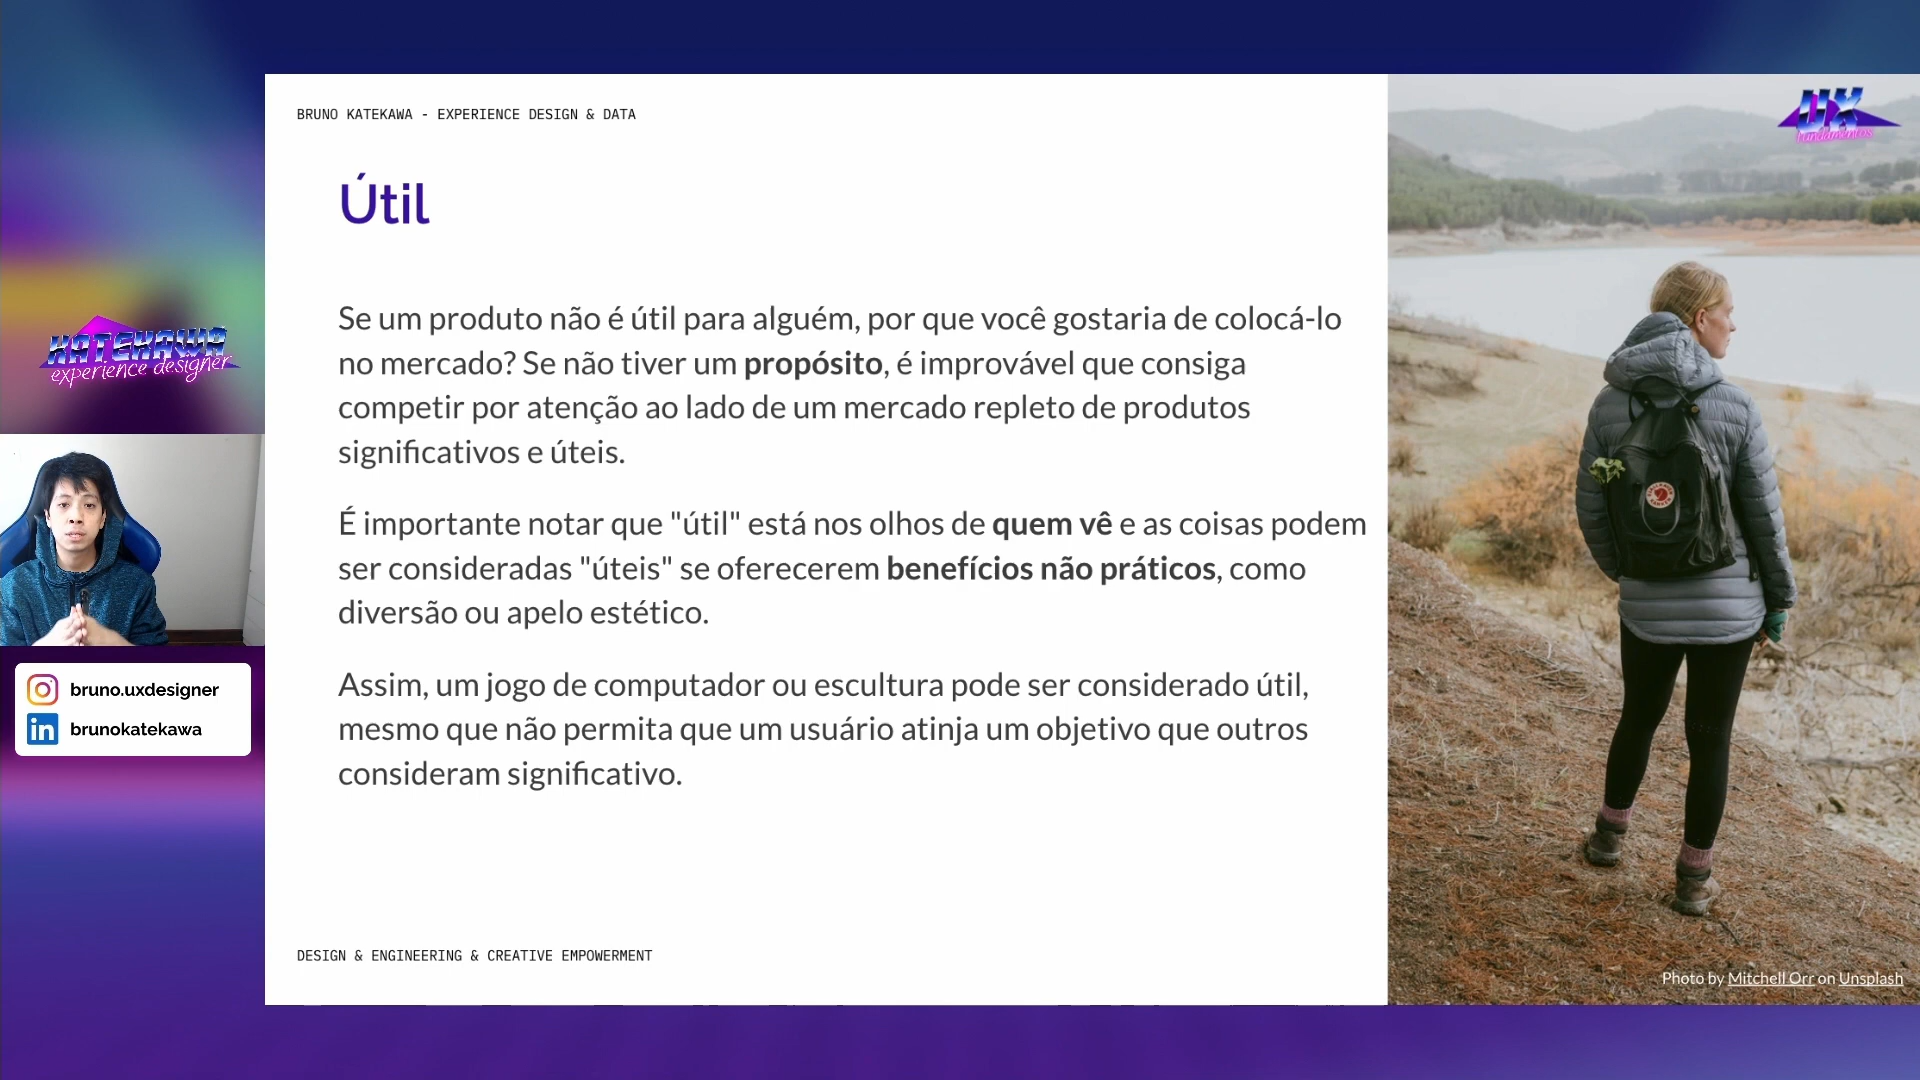 BRUNO KATEKAWA - EXPERIENCE DESIGN & DATA
UX
fundamentos
Útil
Se um produto não é útil para alguém, por que você gostaria de colocá-lo
no mercado? Se não tiver um propósito, é improvável que consiga
competir por atenção ao lado de um mercado repleto de produtos
significativos e úteis.
É importante notar que "útil" está nos olhos de quem vê e as coisas podem
ser consideradas "úteis" se oferecerem benefícios não práticos, como
diversão ou apelo estético.
Assim, um jogo de computador ou escultura pode ser considerado útil,
mesmo que não permita que um usuário atinja um objetivo que outros
consideram significativo.
DESIGN & ENGINEERING & CREATIVE EMPOWERMENT
KATEKAWA
experience designer
bruno.uxdesigner
in brunokatekawa
Photo by Mitchell Orr on Unsplash